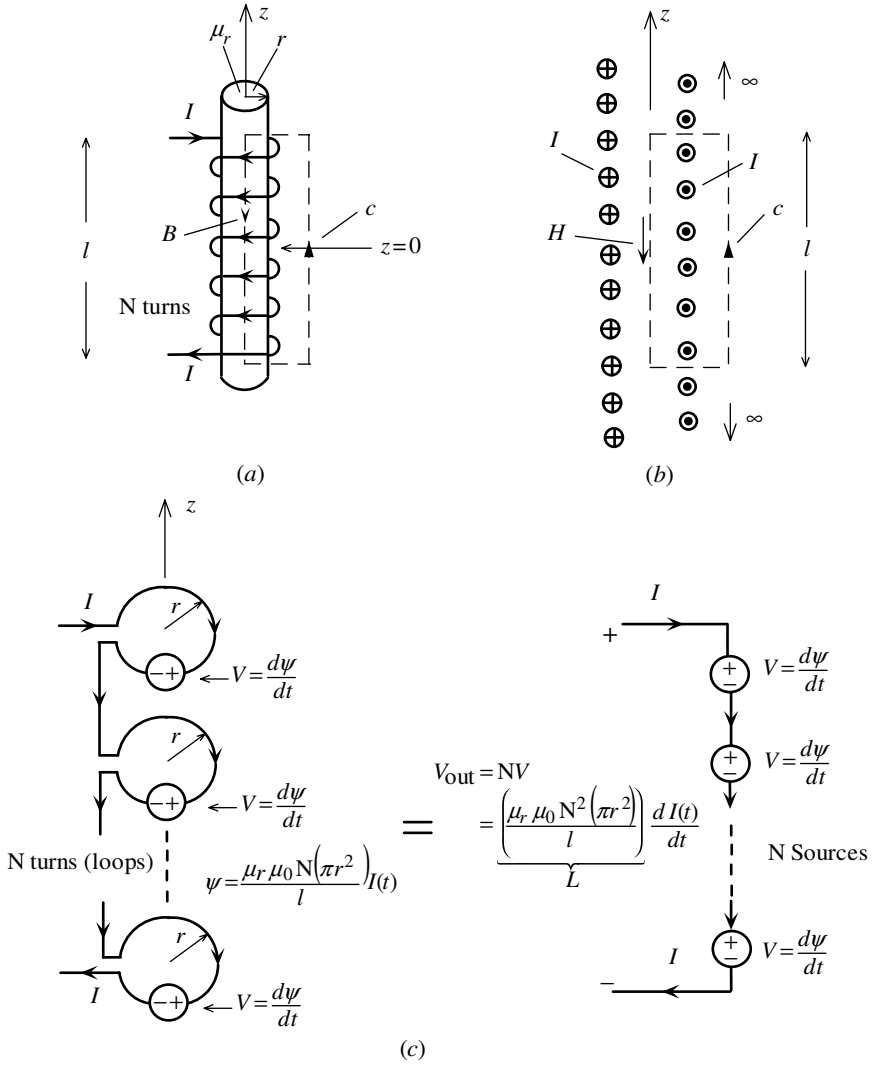 z
μr
r
I
l
B
c
z=0
N turns
I
(a)
z
∞
I
I
H
c
l
∞
(b)
z
I
r
−+
V = dψ/dt
r
−+
V = dψ/dt
N turns (loops)
ψ = μr μ0 N(πr²)/l I(t)
r
−+
I
V = dψ/dt
=
Vout = NV
= (μr μ0 N²(πr²)/l) d I(t)/dt
L
I
+
+
−
V = dψ/dt
+
−
V = dψ/dt
N Sources
+
−
V = dψ/dt
I
−
(c)